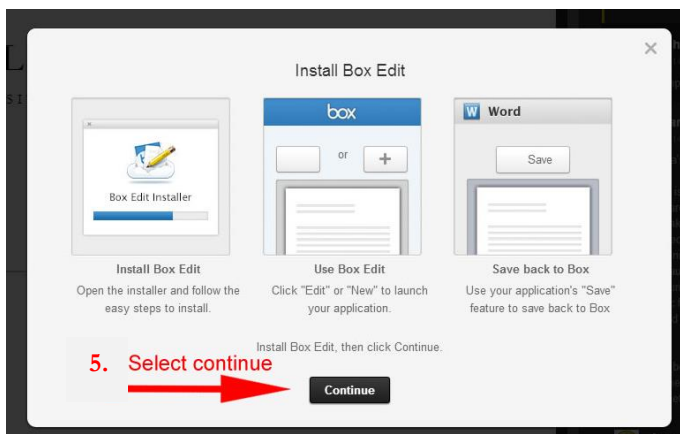 ×
Install Box Edit
Box Edit Installer
box
or
+
W Word
Save
Install Box Edit
Open the installer and follow the
easy steps to install.
Use Box Edit
Click "Edit" or "New" to launch
your application.
Save back to Box
Use your application's "Save"
feature to save back to Box
Install Box Edit, then click Continue.
5. Select continue
Continue